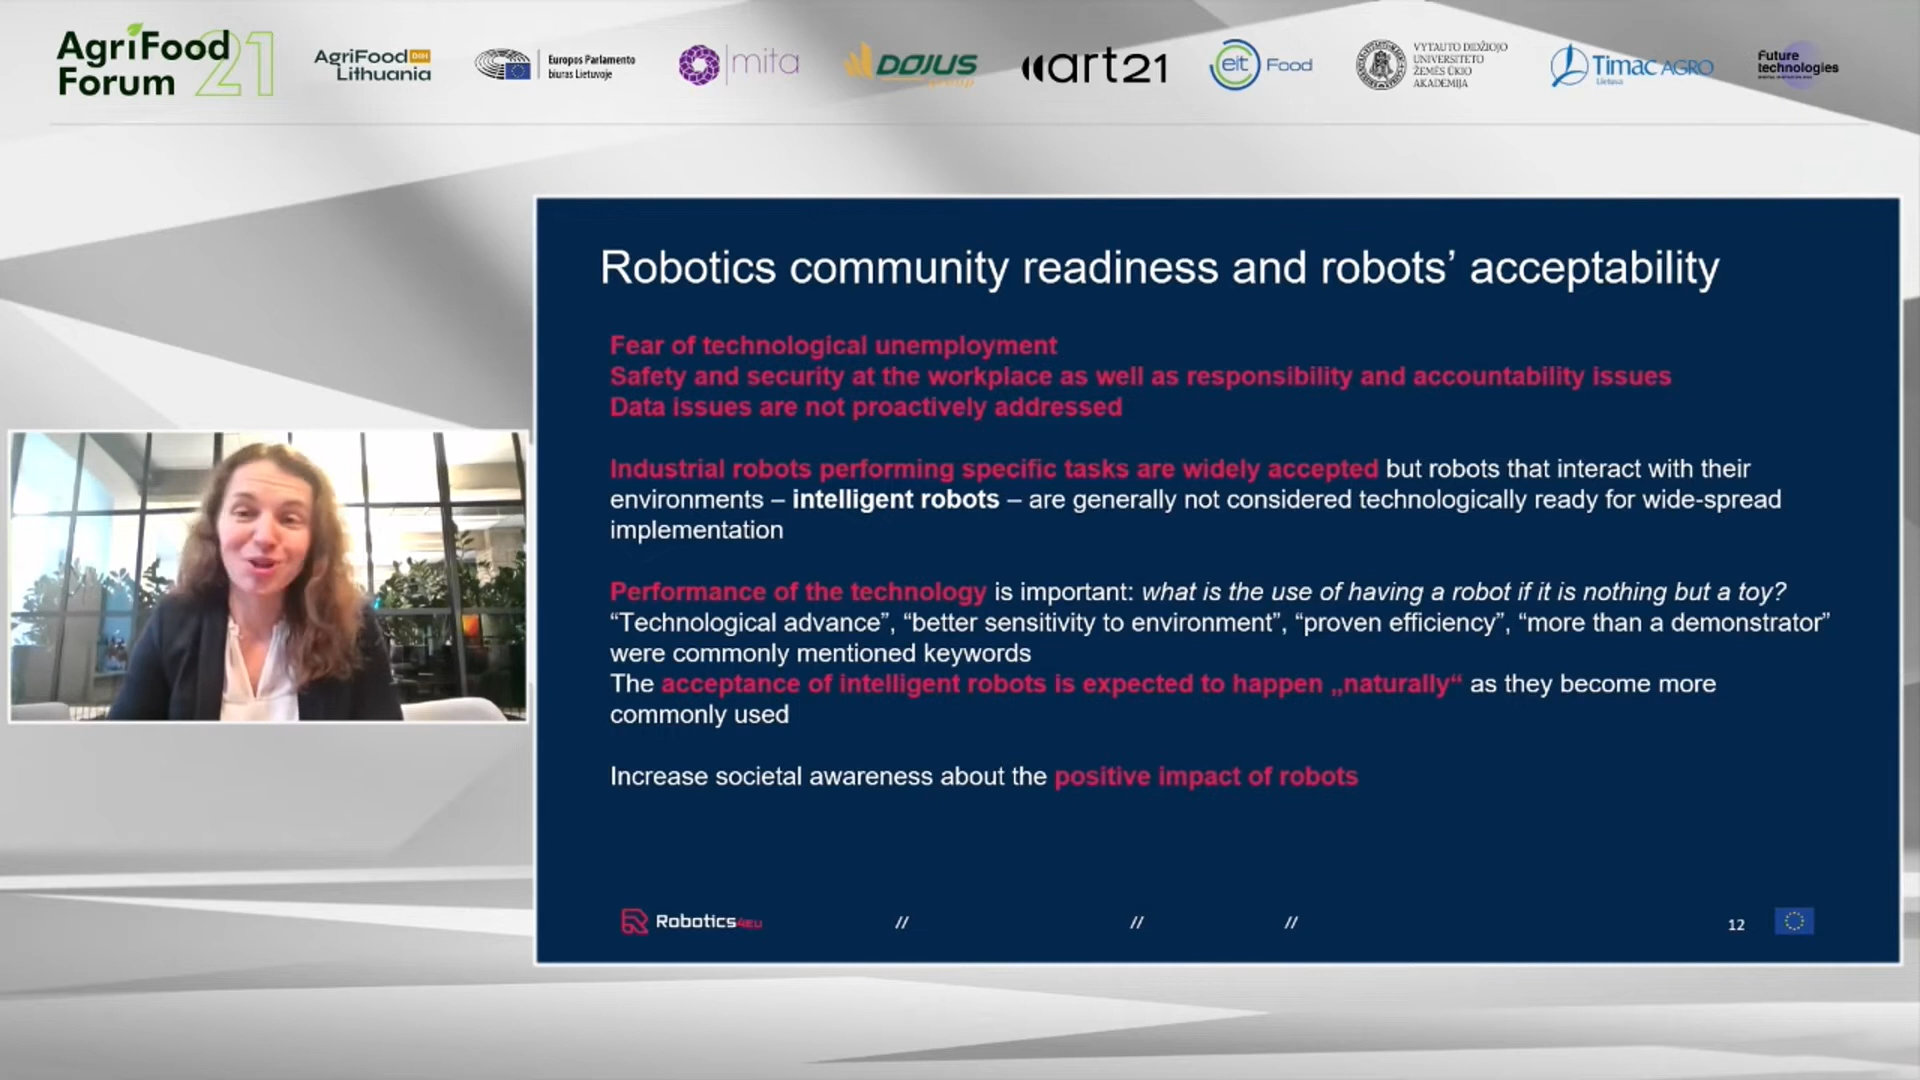 AgriFood
Forum 21
AgriFood DIH
Lithuania
Europos Parlamento
biuras Lietuvoje
mita
DOJUS
group
art21
eit Food
VYTAUTO DIDŽIOJO
UNIVERSITETO
ŽEMĖS ŪKIO
AKADEMIJA
Timac AGRO
Lietuva
Future
technologies
Robotics community readiness and robots’ acceptability
Fear of technological unemployment
Safety and security at the workplace as well as responsibility and accountability issues
Data issues are not proactively addressed
Industrial robots performing specific tasks are widely accepted but robots that interact with their
environments – intelligent robots – are generally not considered technologically ready for wide-spread
implementation
Performance of the technology is important: what is the use of having a robot if it is nothing but a toy?
“Technological advance”, “better sensitivity to environment”, “proven efficiency”, “more than a demonstrator”
were commonly mentioned keywords
The acceptance of intelligent robots is expected to happen „naturally“ as they become more
commonly used
Increase societal awareness about the positive impact of robots
Robotics4EU // // // 12